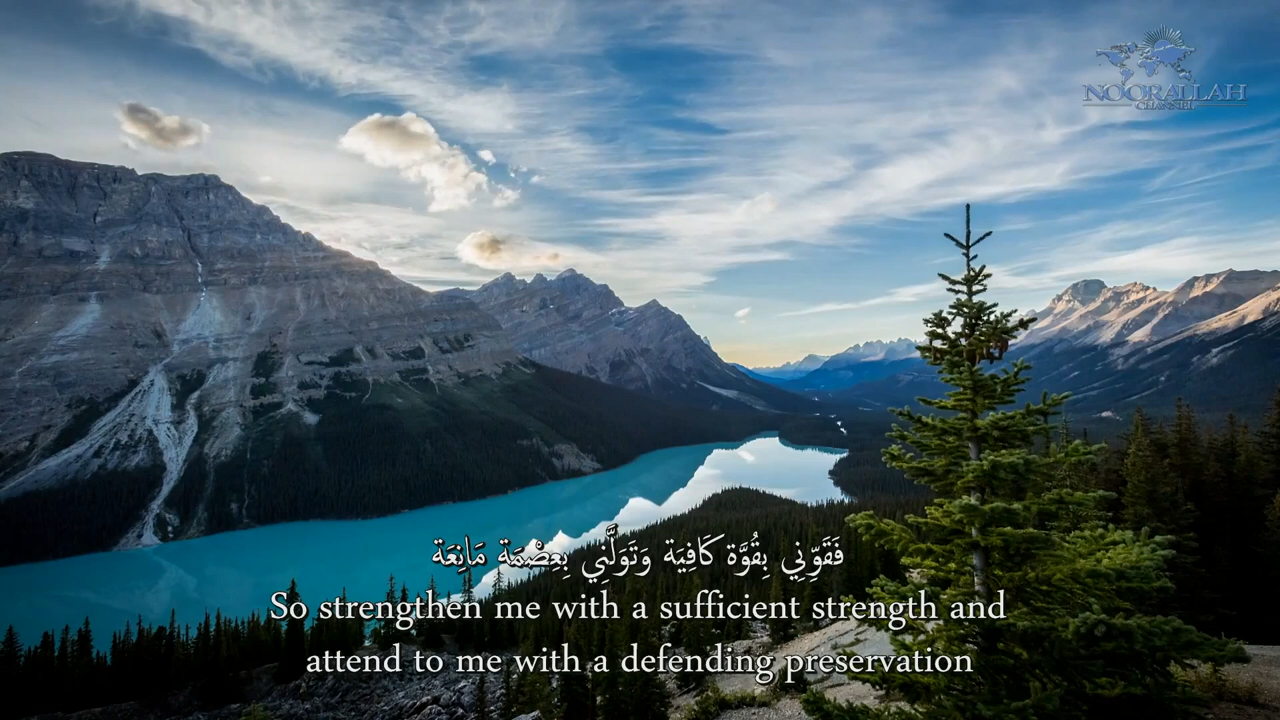 NOORALLAH
CHANNEL
فَقَوِّنِي بِقُوَّة كَافِيَة وَتَوَلَّنِي بِعِصْمَة مَانِعَة
So strengthen me with a sufficient strength and
attend to me with a defending preservation